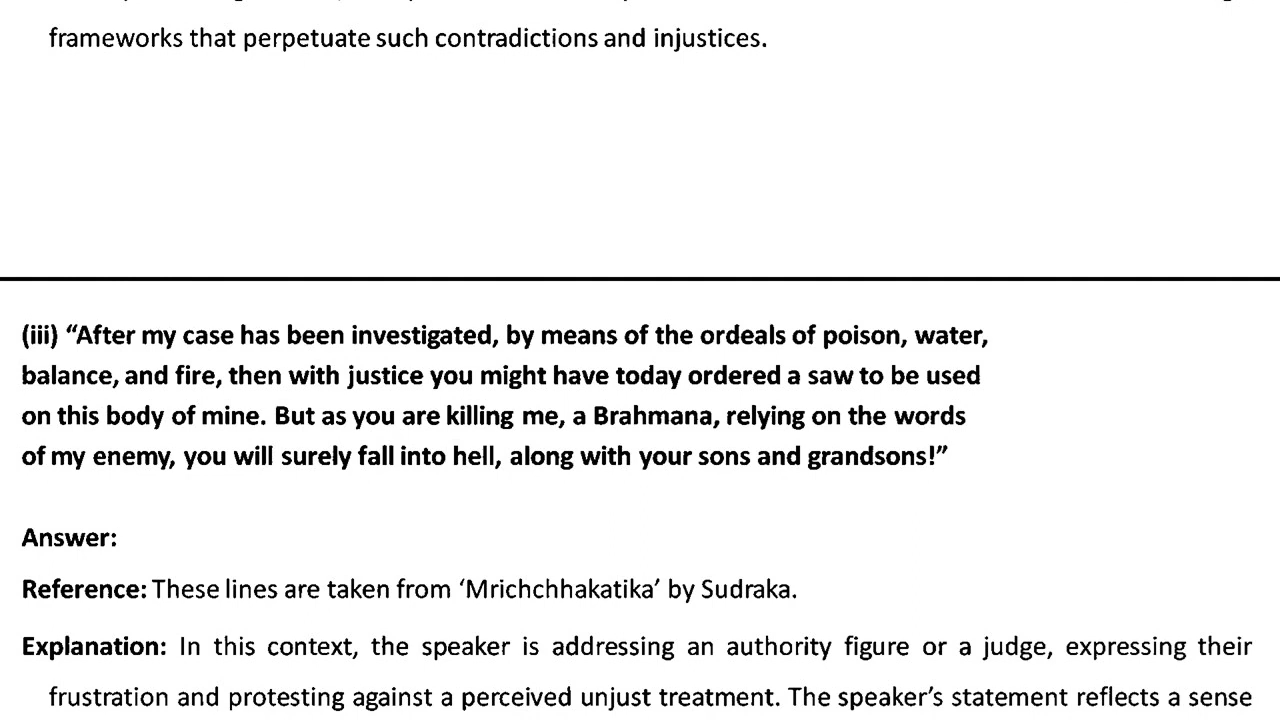 frameworks that perpetuate such contradictions and injustices.
(iii) “After my case has been investigated, by means of the ordeals of poison, water,
balance, and fire, then with justice you might have today ordered a saw to be used
on this body of mine. But as you are killing me, a Brahmana, relying on the words
of my enemy, you will surely fall into hell, along with your sons and grandsons!”
Answer:
Reference: These lines are taken from ‘Mrichchhakatika’ by Sudraka.
Explanation: In this context, the speaker is addressing an authority figure or a judge, expressing their
frustration and protesting against a perceived unjust treatment. The speaker’s statement reflects a sense